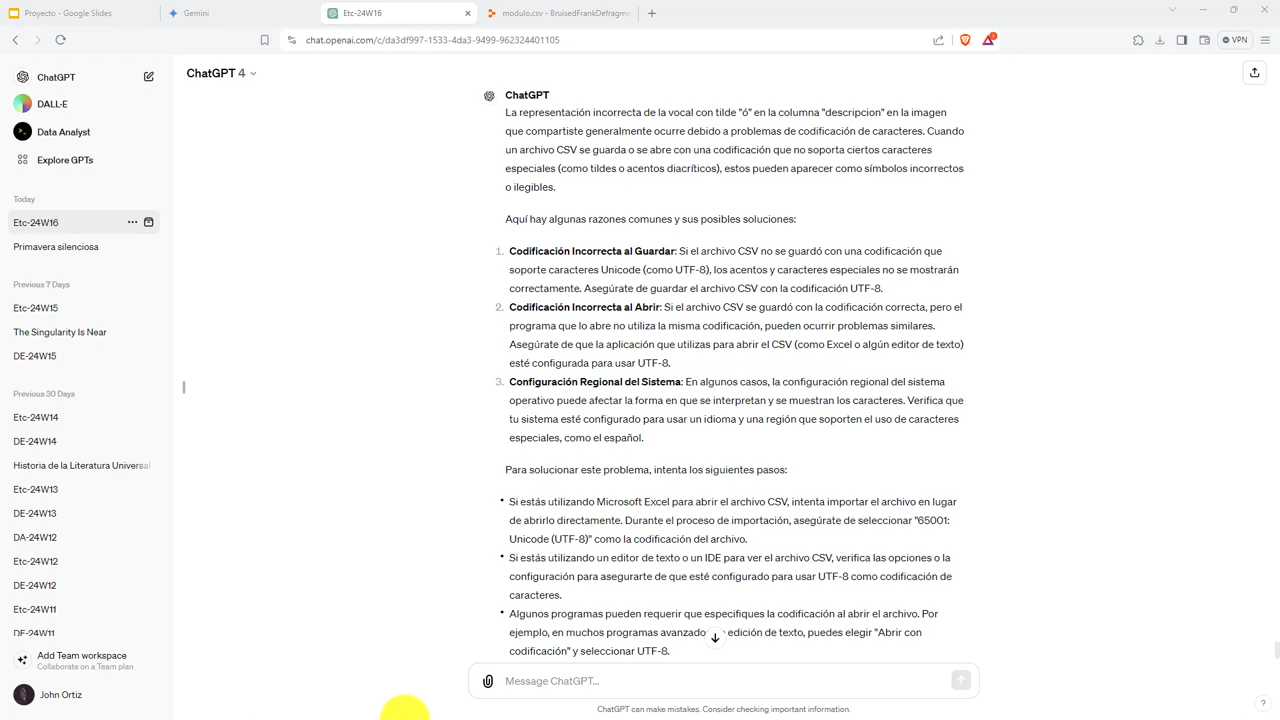 Proyecto - Google Slides
Gemini
Etc-24W16
modulo.csv - BruisedFrankDefragme
chat.openai.com/c/da3df997-1533-4da3-9499-962324401105
VPN
ChatGPT
DALL·E
Data Analyst
Explore GPTs
Today
Etc-24W16
Primavera silenciosa
Previous 7 Days
Etc-24W15
The Singularity Is Near
DE-24W15
Previous 30 Days
Etc-24W14
DE-24W14
Historia de la Literatura Universal
Etc-24W13
DE-24W13
DA-24W12
Etc-24W12
DE-24W12
Etc-24W11
DE-24W11
Add Team workspace
Collaborate on a Team plan
John Ortiz
ChatGPT 4
ChatGPT
La representación incorrecta de la vocal con tilde "ó" en la columna "descripcion" en la imagen
que compartiste generalmente ocurre debido a problemas de codificación de caracteres. Cuando
un archivo CSV se guarda o se abre con una codificación que no soporta ciertos caracteres
especiales (como tildes o acentos diacríticos), estos pueden aparecer como símbolos incorrectos
o ilegibles.
Aquí hay algunas razones comunes y sus posibles soluciones:
1. Codificación Incorrecta al Guardar: Si el archivo CSV no se guardó con una codificación que
soporte caracteres Unicode (como UTF-8), los acentos y caracteres especiales no se mostrarán
correctamente. Asegúrate de guardar el archivo CSV con la codificación UTF-8.
2. Codificación Incorrecta al Abrir: Si el archivo CSV se guardó con la codificación correcta, pero el
programa que lo abre no utiliza la misma codificación, pueden ocurrir problemas similares.
Asegúrate de que la aplicación que utilizas para abrir el CSV (como Excel o algún editor de texto)
esté configurada para usar UTF-8.
3. Configuración Regional del Sistema: En algunos casos, la configuración regional del sistema
operativo puede afectar la forma en que se interpretan y se muestran los caracteres. Verifica que
tu sistema esté configurado para usar un idioma y una región que soporten el uso de caracteres
especiales, como el español.
Para solucionar este problema, intenta los siguientes pasos:
• Si estás utilizando Microsoft Excel para abrir el archivo CSV, intenta importar el archivo en lugar
de abrirlo directamente. Durante el proceso de importación, asegúrate de seleccionar "65001:
Unicode (UTF-8)" como la codificación del archivo.
• Si estás utilizando un editor de texto o un IDE para ver el archivo CSV, verifica las opciones o la
configuración para asegurarte de que esté configurado para usar UTF-8 como codificación de
caracteres.
• Algunos programas pueden requerir que especifiques la codificación al abrir el archivo. Por
ejemplo, en muchos programas avanzado edición de texto, puedes elegir "Abrir con
codificación" y seleccionar UTF-8.
Message ChatGPT...
ChatGPT can make mistakes. Consider checking important information.
?